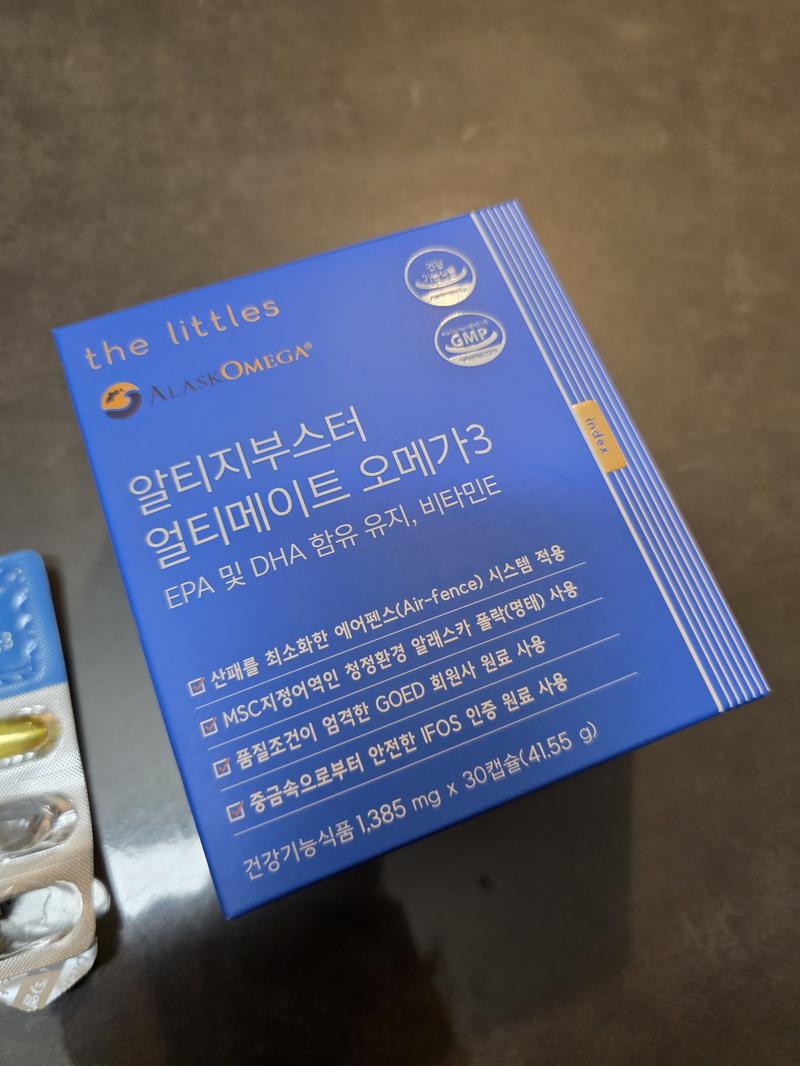 the littles
ALASKOMEGA®
건강
기능식품
GMP
index
알티지부스터
얼티메이트 오메가3
EPA 및 DHA 함유 유지, 비타민E
산패를 최소화한 에어펜스(Air-fence) 시스템 적용
MSC지정어역인 청정환경 알래스카 폴락(명태) 사용
품질조건이 엄격한 GOED 회원사 원료 사용
중금속으로부터 안전한 IFOS 인증 원료 사용
건강기능식품 1,385 mg x 30캡슐(41.55 g)